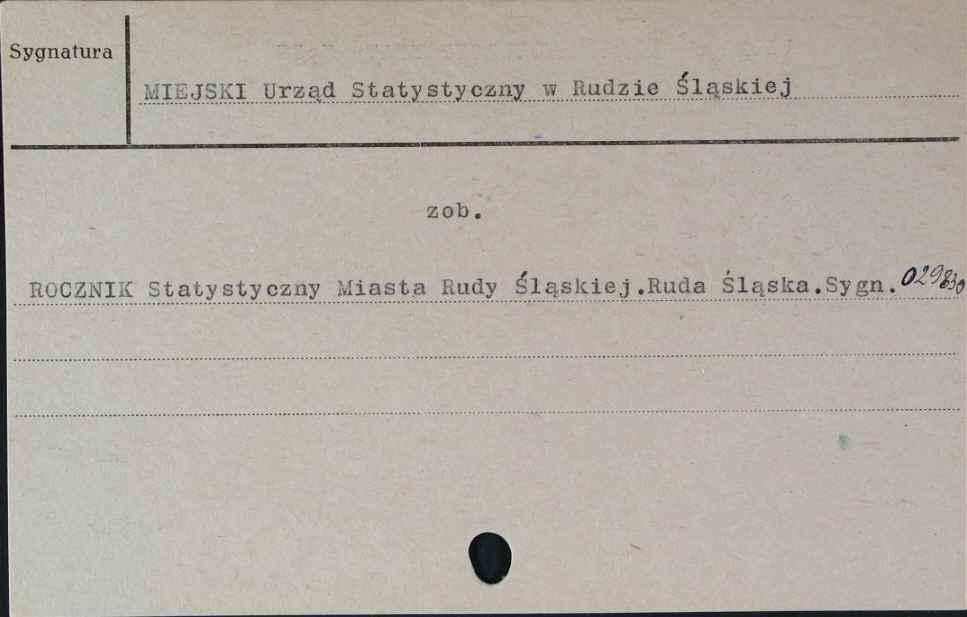 Sygnatura
MIEJSKI Urząd Statystyczny w Rudzie Śląskiej
zob.
ROCZNIK Statystyczny Miasta Rudy Śląskiej.Ruda Śląska.Sygn. 029830